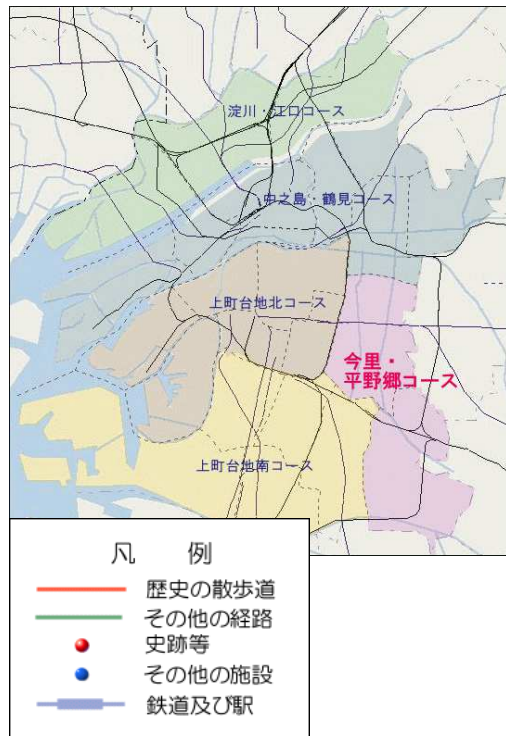 淀川・江口コース
中之島・鶴見コース
上町台地北コース
今里・
平野郷コース
上町台地南コース
凡　例
歴史の散歩道
その他の経路
史跡等
その他の施設
鉄道及び駅